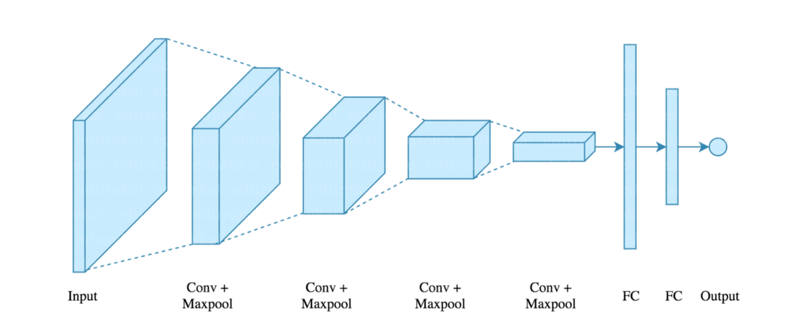 Input
Conv +
Maxpool
Conv +
Maxpool
Conv +
Maxpool
Conv +
Maxpool
FC
FC
Output